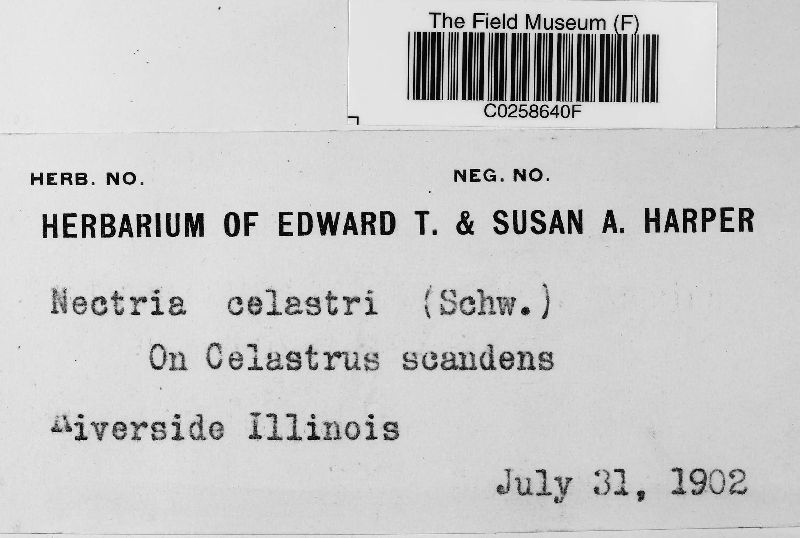 The Field Museum (F)
C0258640F
HERB. NO. NEG. NO.
HERBARIUM OF EDWARD T. & SUSAN A. HARPER
Nectria celastri (Schw.)
On Celastrus scandens
Riverside Illinois
July 31, 1902